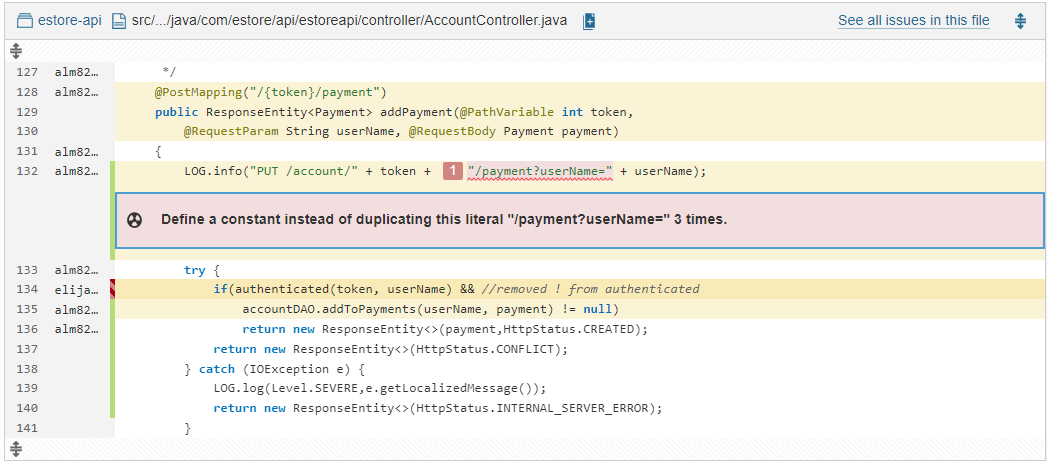 estore-api src/.../java/com/estore/api/estoreapi/controller/AccountController.java See all issues in this file
127 alm82… */
128 alm82… @PostMapping("/{token}/payment")
129 public ResponseEntity<Payment> addPayment(@PathVariable int token,
130 @RequestParam String userName, @RequestBody Payment payment)
131 alm82… {
132 alm82… LOG.info("PUT /account/" + token + 1 "/payment?userName=" + userName);
Define a constant instead of duplicating this literal "/payment?userName=" 3 times.
133 alm82… try {
134 elija… if(authenticated(token, userName) && //removed ! from authenticated
135 alm82… accountDAO.addToPayments(userName, payment) != null)
136 alm82… return new ResponseEntity<>(payment,HttpStatus.CREATED);
137 return new ResponseEntity<>(HttpStatus.CONFLICT);
138 } catch (IOException e) {
139 LOG.log(Level.SEVERE,e.getLocalizedMessage());
140 return new ResponseEntity<>(HttpStatus.INTERNAL_SERVER_ERROR);
141 }